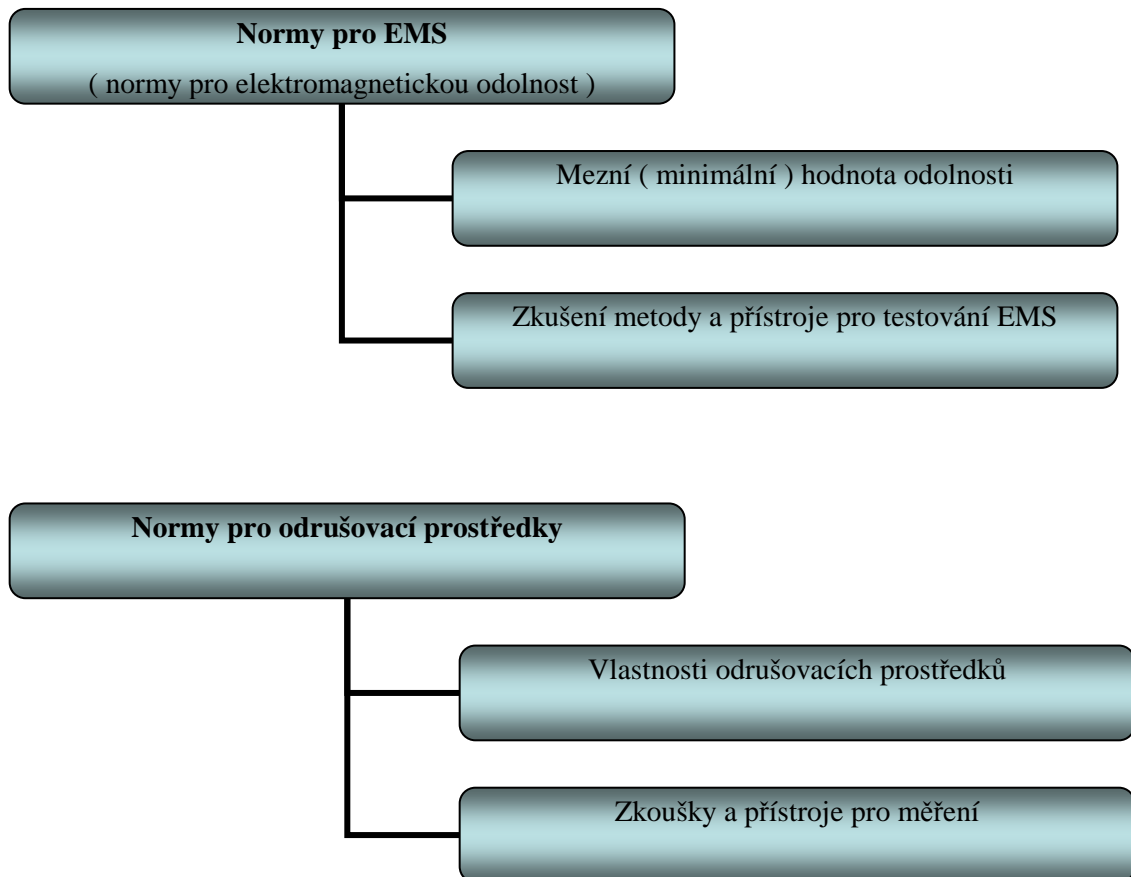 Normy pro EMS
( normy pro elektromagnetickou odolnost )
Mezní ( minimální ) hodnota odolnosti
Zkušení metody a přístroje pro testování EMS
Normy pro odrušovací prostředky
Vlastnosti odrušovacích prostředků
Zkoušky a přístroje pro měření